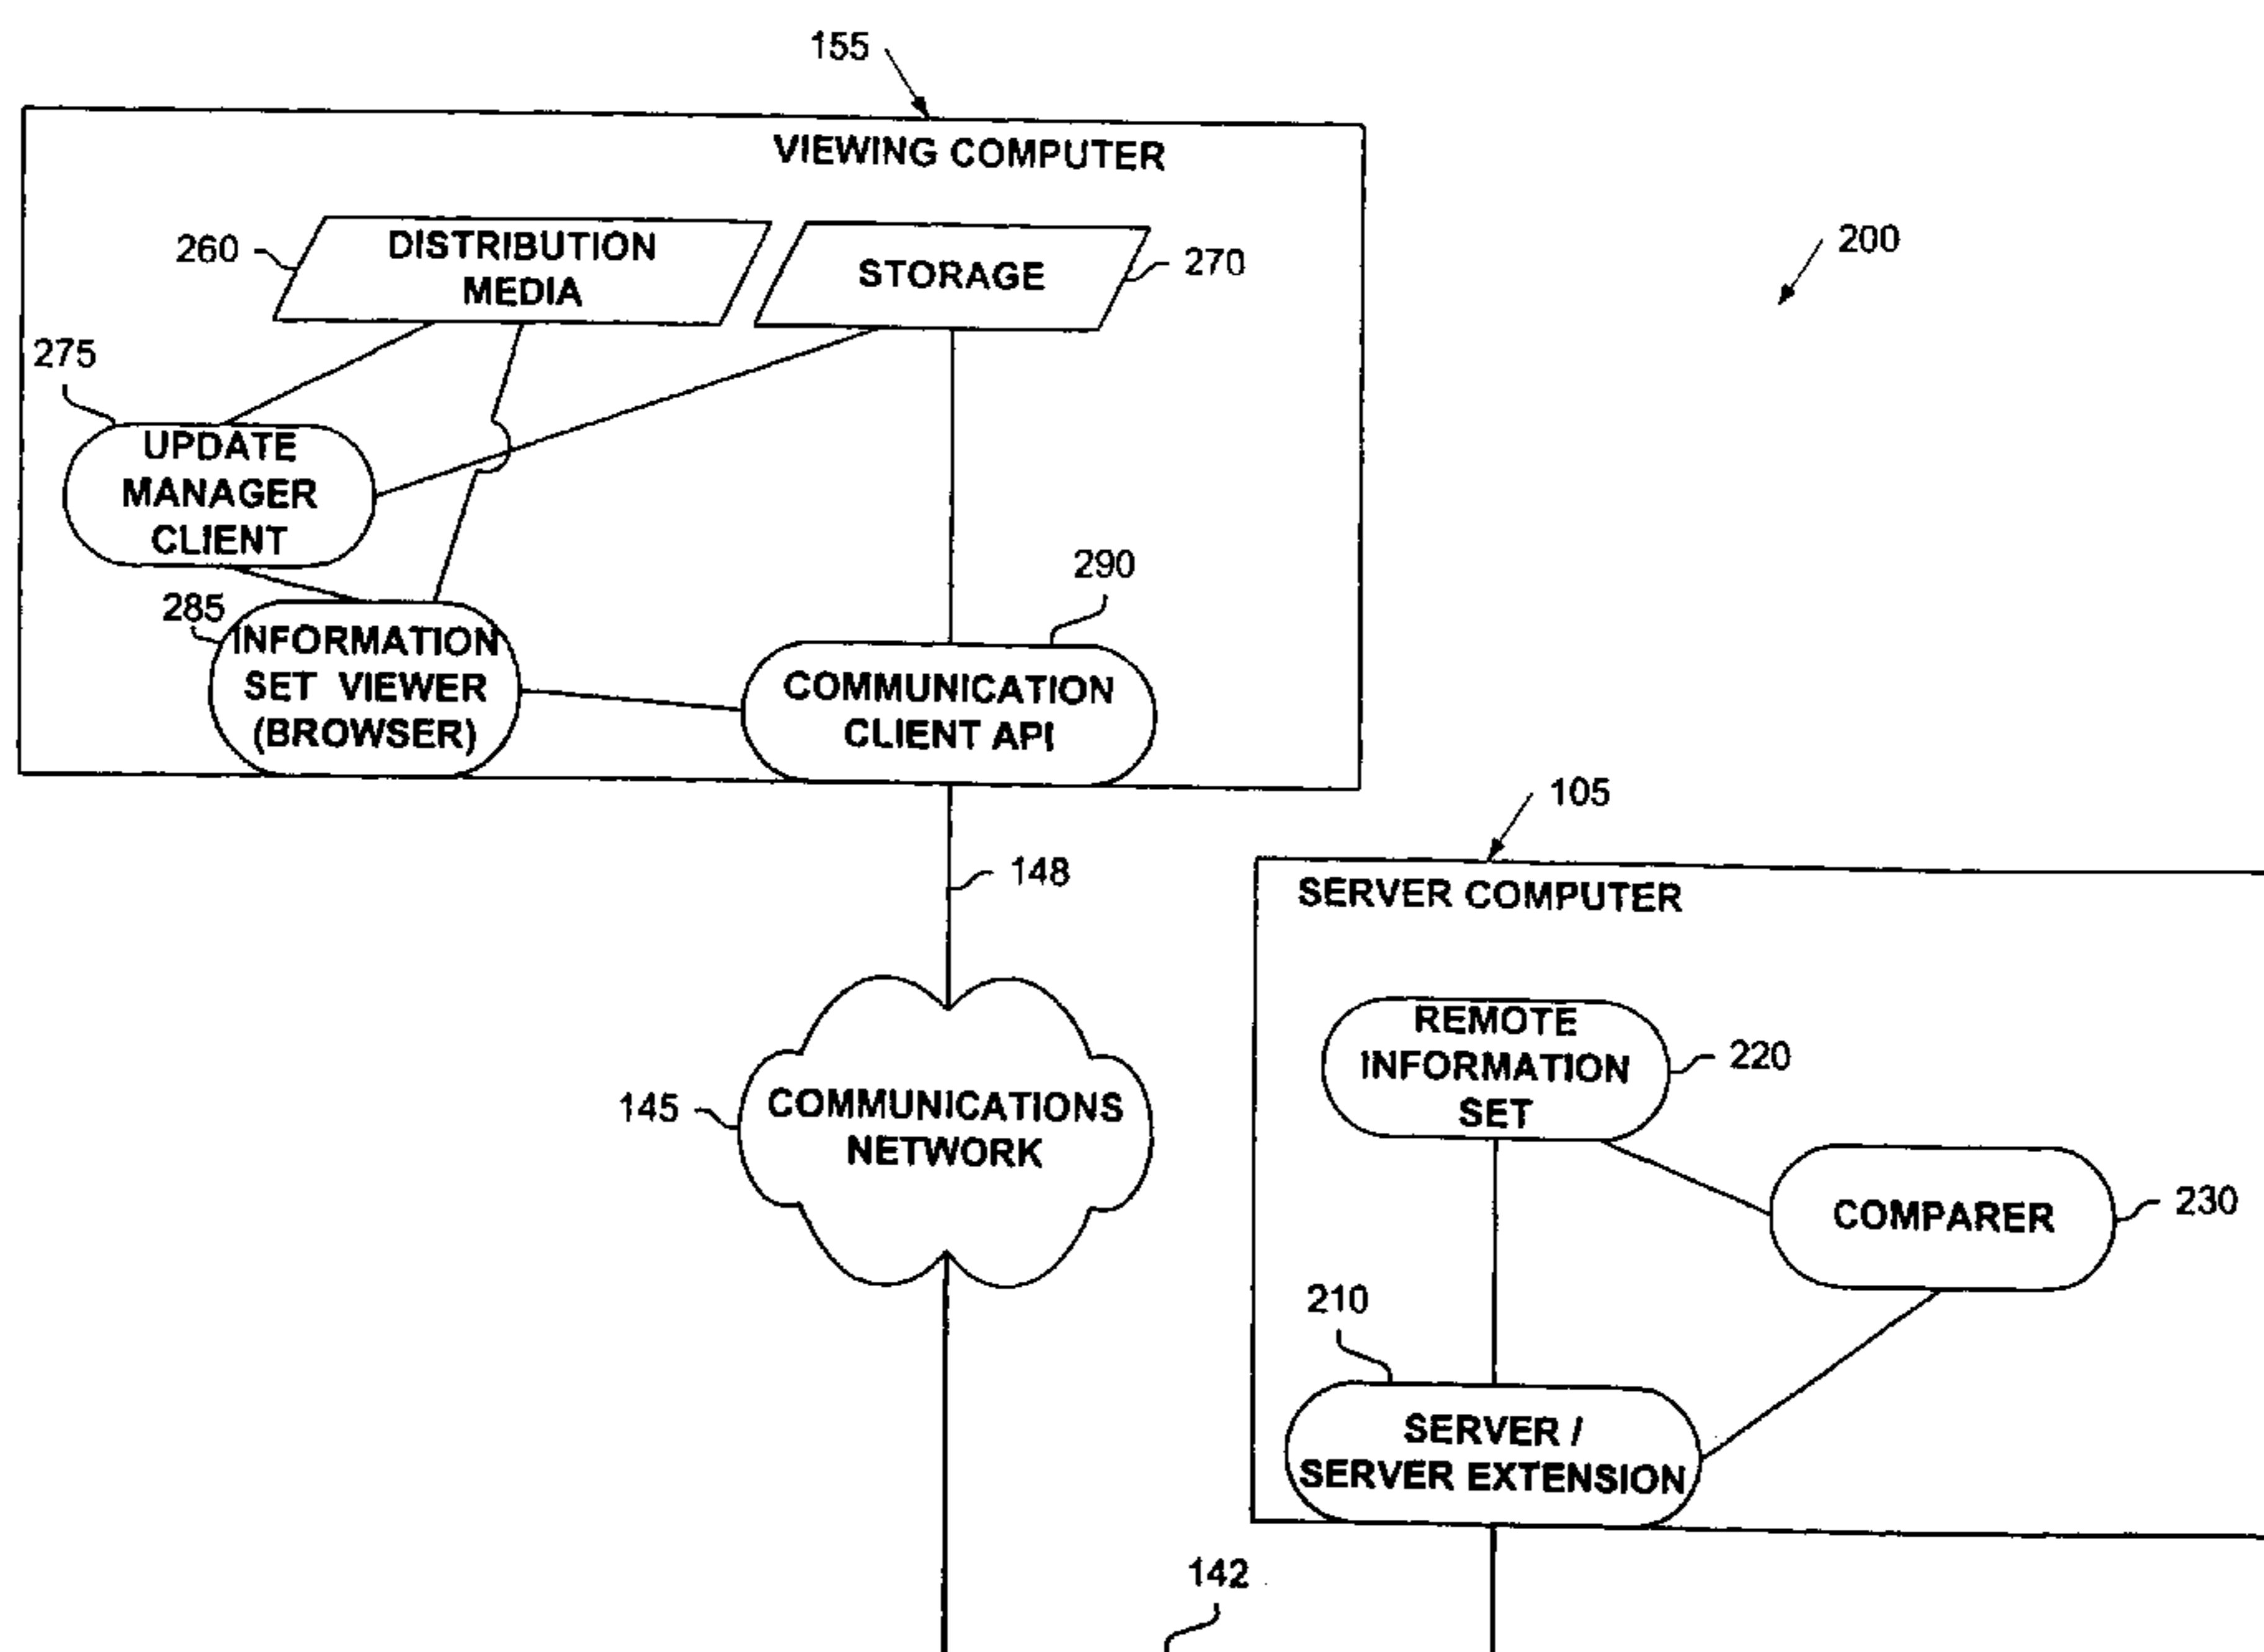 155
VIEWING COMPUTER
200
260
DISTRIBUTION
MEDIA
STORAGE
270
275
UPDATE
MANAGER
CLIENT
290
285
INFORMATION
SET VIEWER
(BROWSER)
COMMUNICATION
CLIENT API
105
148
SERVER COMPUTER
REMOTE
INFORMATION
SET
220
145
COMMUNICATIONS
NETWORK
COMPARER
230
210
SERVER /
SERVER EXTENSION
142